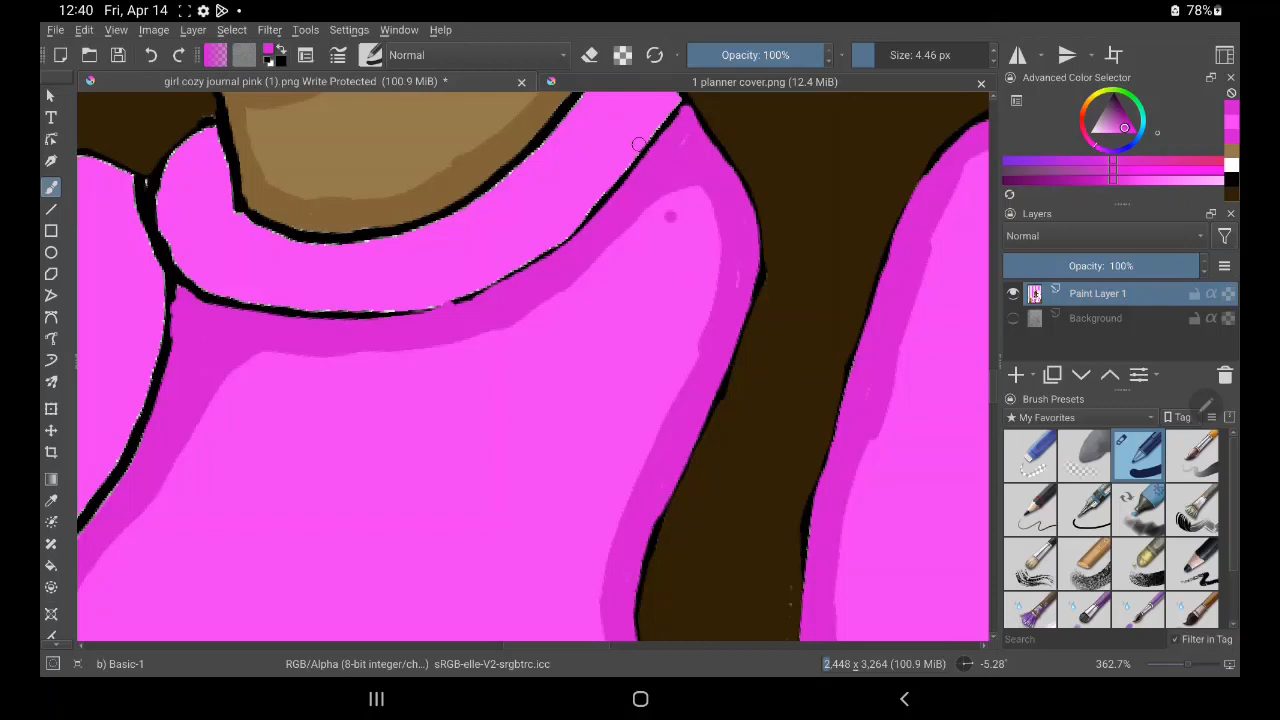 12:40 Fri, Apr 14
78%
File Edit View Image Layer Select Filter Tools Settings Window Help
Normal
Opacity: 100%
Size: 4.46 px
girl cozy journal pink (1).png Write Protected (100.9 MiB) *
1 planner cover.png (12.4 MiB)
Advanced Color Selector
Layers
Normal
Opacity: 100%
Paint Layer 1
Background
Brush Presets
★ My Favorites
Tag
Search
✓ Filter in Tag
b) Basic-1
RGB/Alpha (8-bit integer/ch...) sRGB-elle-V2-srgbtrc.icc
2,448 x 3,264 (100.9 MiB)
-5.28°
362.7%